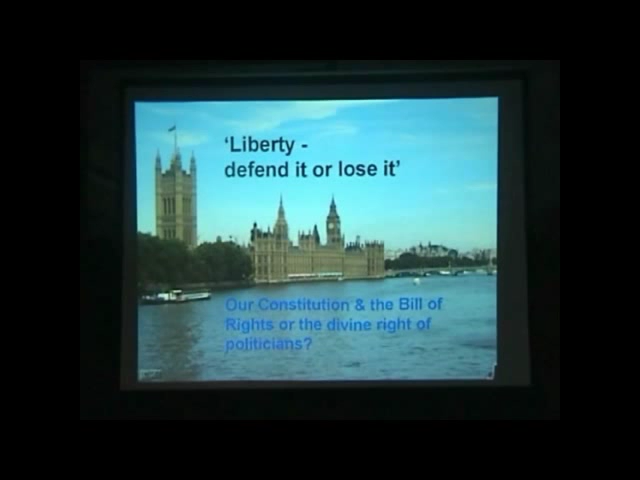 ‘Liberty -
defend it or lose it’
Our Constitution & the Bill of
Rights or the divine right of
politicians?